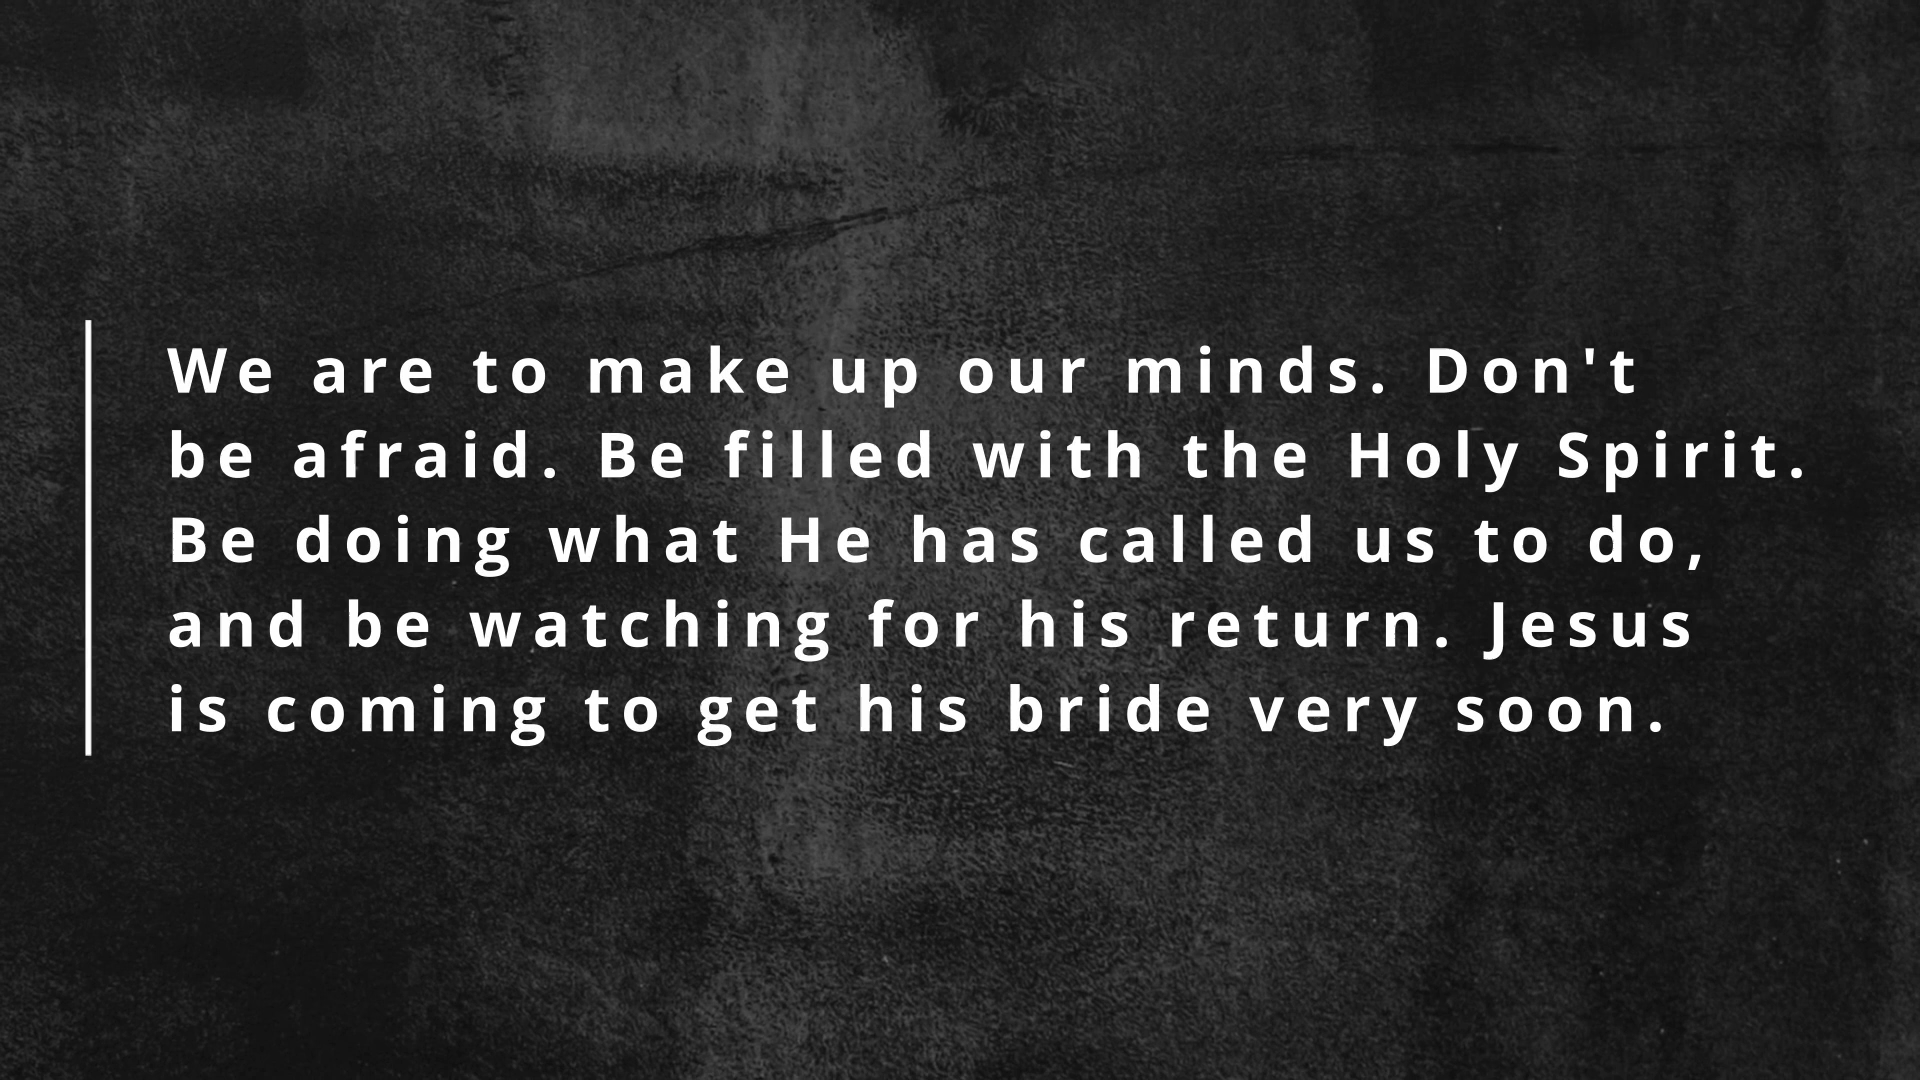 We are to make up our minds. Don't
be afraid. Be filled with the Holy Spirit.
Be doing what He has called us to do,
and be watching for his return. Jesus
is coming to get his bride very soon.